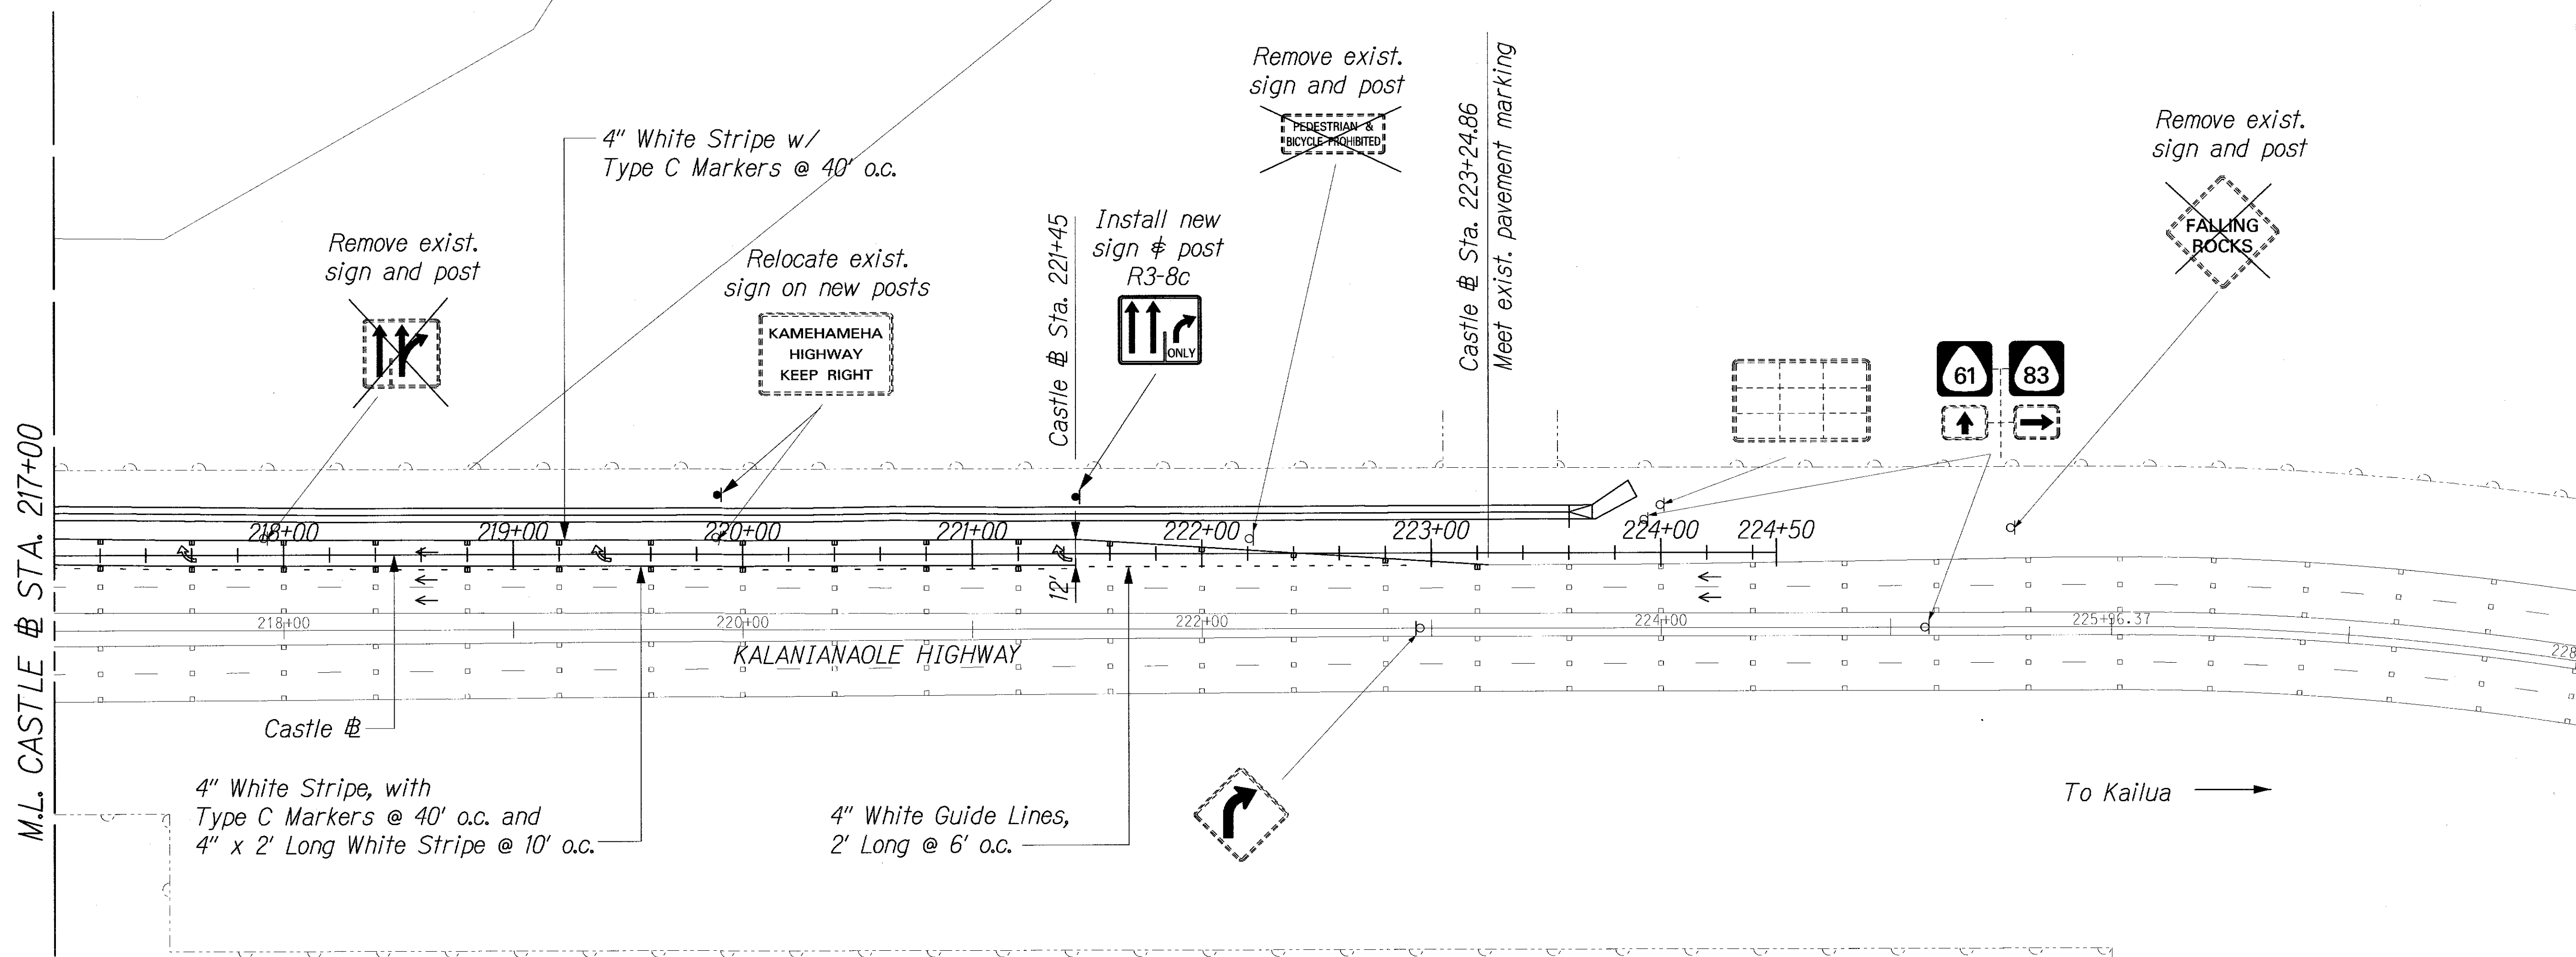 Remove exist.
sign and post
PEDESTRIAN &
BICYCLE PROHIBITED
4" White Stripe w/
Type C Markers @ 40' o.c.
Remove exist.
sign and post
FALLING
ROCKS
Remove exist.
sign and post
Relocate exist.
sign on new posts
KAMEHAMEHA
HIGHWAY
KEEP RIGHT
Castle BL Sta. 221+45
Install new
sign & post
R3-8c
ONLY
Castle BL Sta. 223+24.86
Meet exist. pavement marking
61
83
M.L. CASTLE BL STA. 217+00
218+00
219+00
220+00
221+00
222+00
223+00
224+00
224+50
12'
218+00
220+00
222+00
224+00
225+96.37
228
KALANIANAOLE HIGHWAY
Castle BL
4" White Stripe, with
Type C Markers @ 40' o.c. and
4" x 2' Long White Stripe @ 10' o.c.
4" White Guide Lines,
2' Long @ 6' o.c.
To Kailua